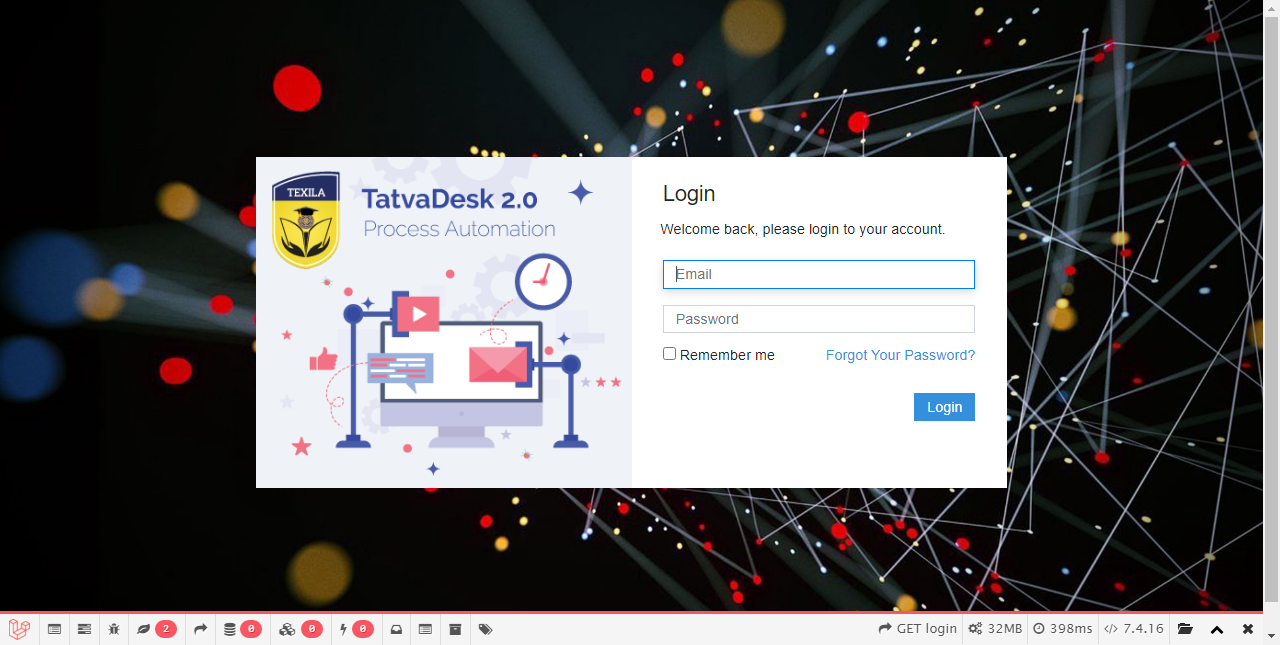 TEXILA
TatvaDesk 2.0
Process Automation
Login
Welcome back, please login to your account.
Email
Password
Remember me
Forgot Your Password?
Login
2
0
0
0
GET login
32MB
398ms
7.4.16